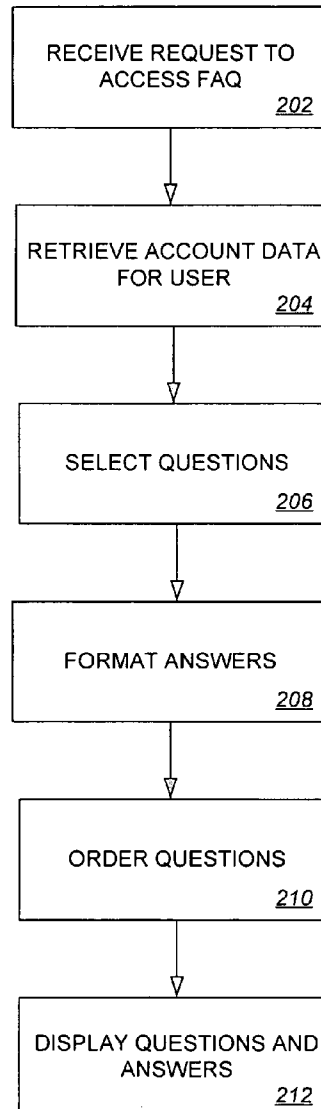 RECEIVE REQUEST TO
ACCESS FAQ
202
RETRIEVE ACCOUNT DATA
FOR USER
204
SELECT QUESTIONS
206
FORMAT ANSWERS
208
ORDER QUESTIONS
210
DISPLAY QUESTIONS AND
ANSWERS
212